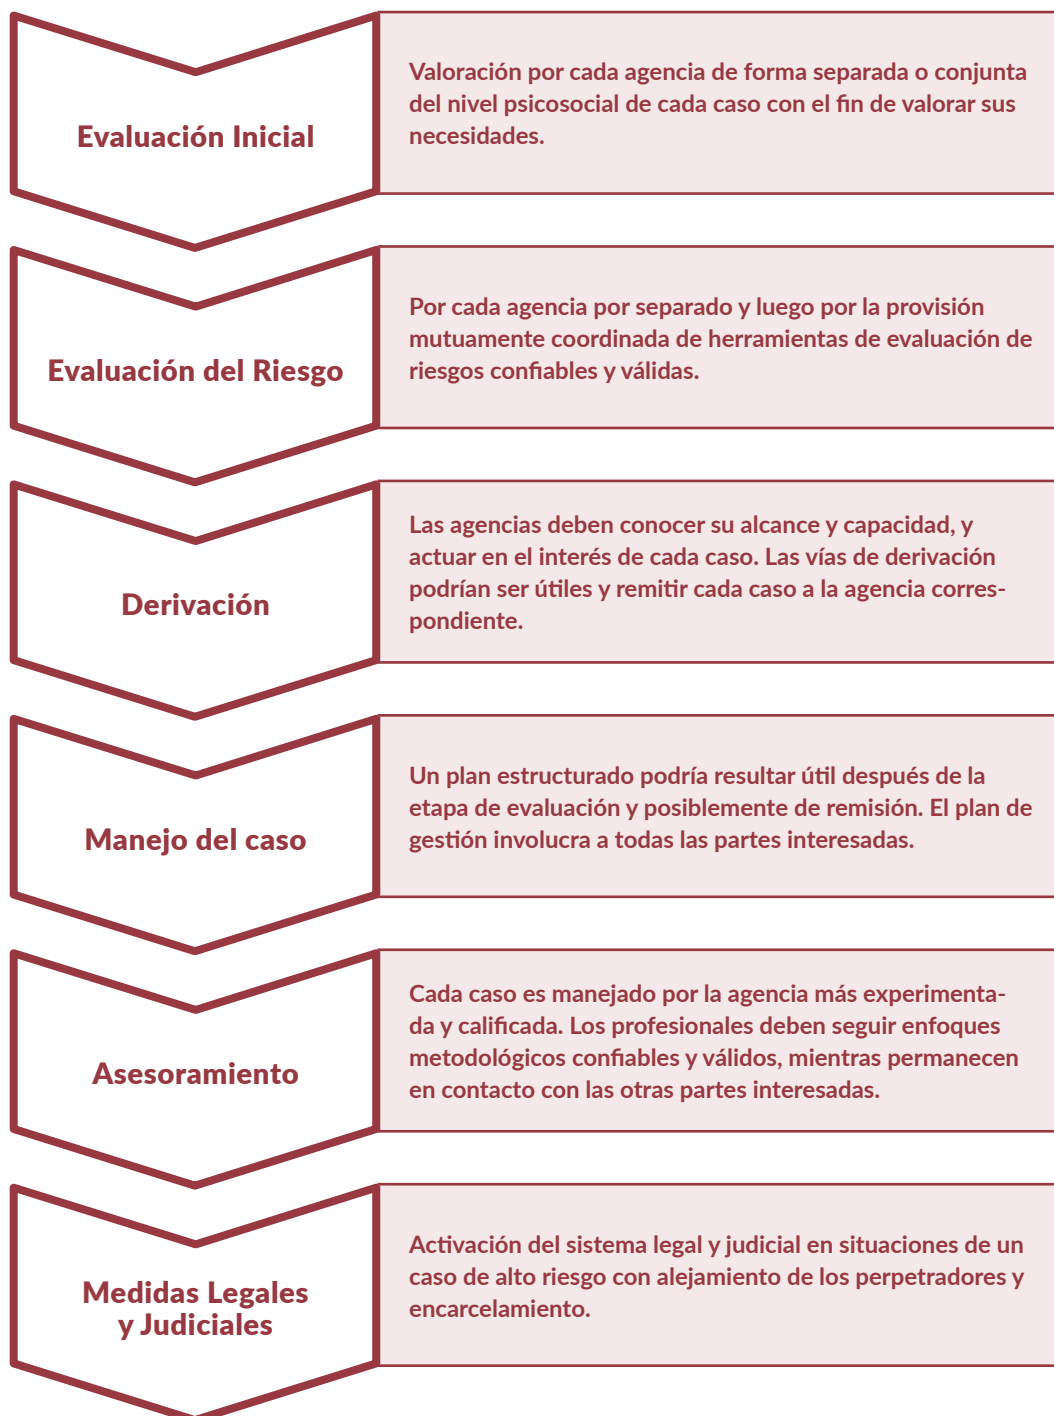 Evaluación Inicial
Valoración por cada agencia de forma separada o conjunta
del nivel psicosocial de cada caso con el fin de valorar sus
necesidades.
Evaluación del Riesgo
Por cada agencia por separado y luego por la provisión
mutuamente coordinada de herramientas de evaluación de
riesgos confiables y válidas.
Derivación
Las agencias deben conocer su alcance y capacidad, y
actuar en el interés de cada caso. Las vías de derivación
podrían ser útiles y remitir cada caso a la agencia corres-
pondiente.
Manejo del caso
Un plan estructurado podría resultar útil después de la
etapa de evaluación y posiblemente de remisión. El plan de
gestión involucra a todas las partes interesadas.
Asesoramiento
Cada caso es manejado por la agencia más experimenta-
da y calificada. Los profesionales deben seguir enfoques
metodológicos confiables y válidos, mientras permanecen
en contacto con las otras partes interesadas.
Medidas Legales
y Judiciales
Activación del sistema legal y judicial en situaciones de un
caso de alto riesgo con alejamiento de los perpetradores y
encarcelamiento.